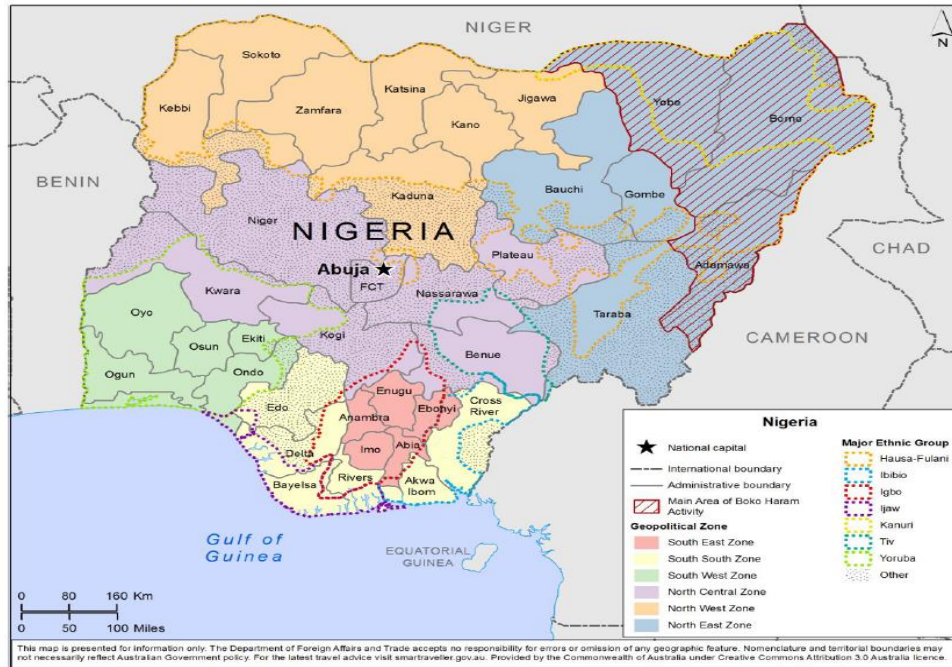 NIGER
N
Sokoto
Katsina
Kebbi
Zamfara
Jigawa
Yobe
Borno
Kano
BENIN
Bauchi
Gombe
Kaduna
Niger
NIGERIA
CHAD
Plateau
Adamawa
Abuja
FCT
Kwara
Nassarawa
Taraba
Oyo
Kogi
CAMEROON
Osun
Ekiti
Benue
Ogun
Ondo
Enugu
Cross
River
Edo
Anambra
Ebonyi
Imo
Abia
Delta
Bayelsa
Rivers
Akwa
Ibom
Gulf of
Guinea
EQUATORIAL
GUINEA
0 80 160 Km
0 50 100 Miles
Nigeria
National capital
International boundary
Administrative boundary
Main Area of Boko Haram
Activity
Geopolitical Zone
South East Zone
South South Zone
South West Zone
North Central Zone
North West Zone
North East Zone
Major Ethnic Group
Hausa-Fulani
Ibibio
Igbo
Ijaw
Kanuri
Tiv
Yoruba
Other
This map is presented for information only. The Department of Foreign Affairs and Trade accepts no responsibility for errors or omission of any geographic feature. Nomenclature and territorial boundaries may
not necessarily reflect Australian Government policy. For the latest travel advice visit smartraveller.gov.au. Provided by the Commonwealth of Australia under Creative Commons Attribution 3.0 Australia licence.